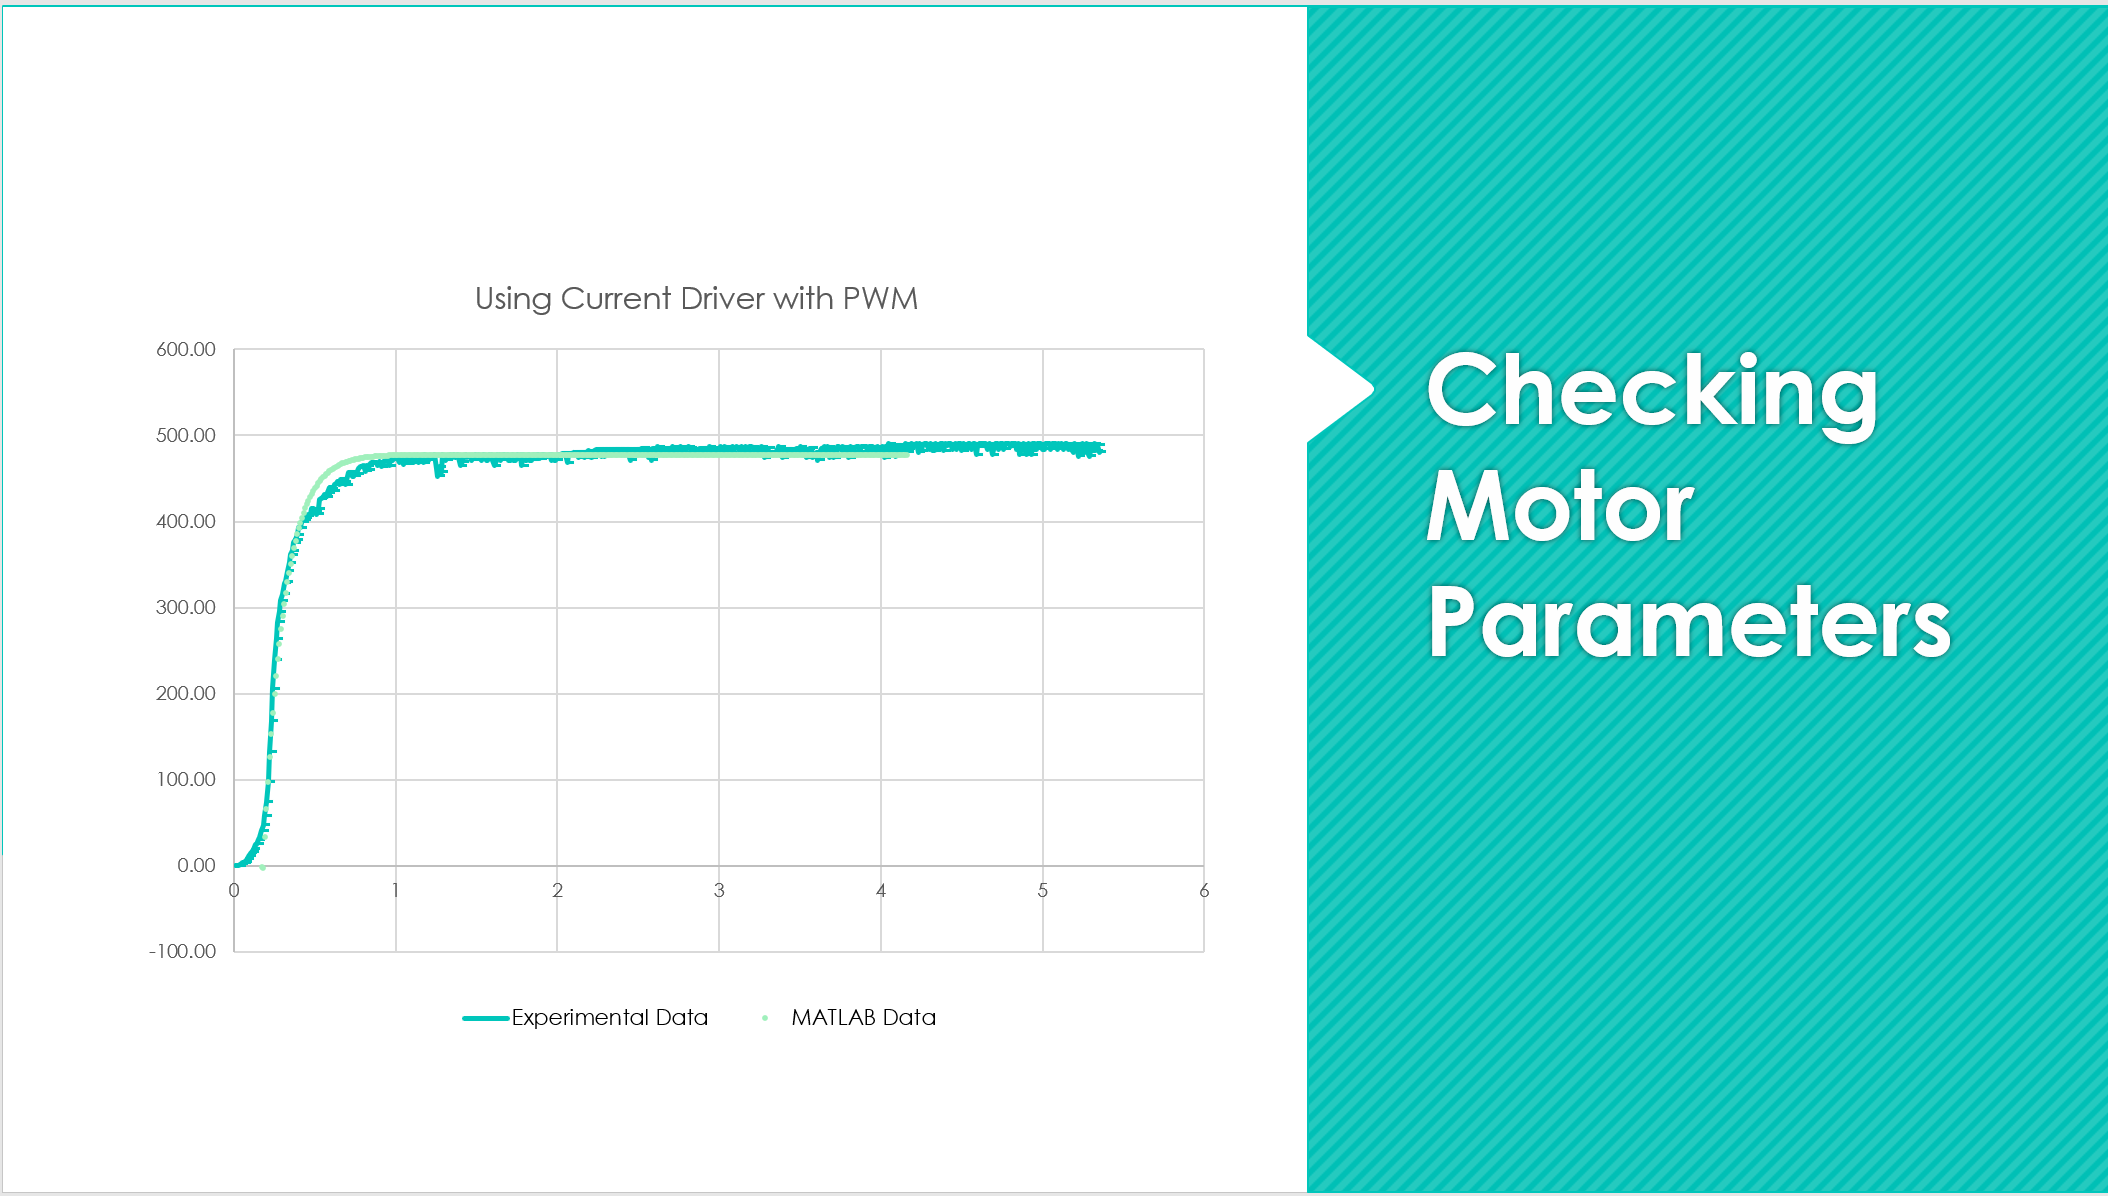 Using Current Driver with PWM
600.00
500.00
400.00
300.00
200.00
100.00
0.00
0 1 2 3 4 5 6
-100.00
Experimental Data MATLAB Data
Checking
Motor
Parameters